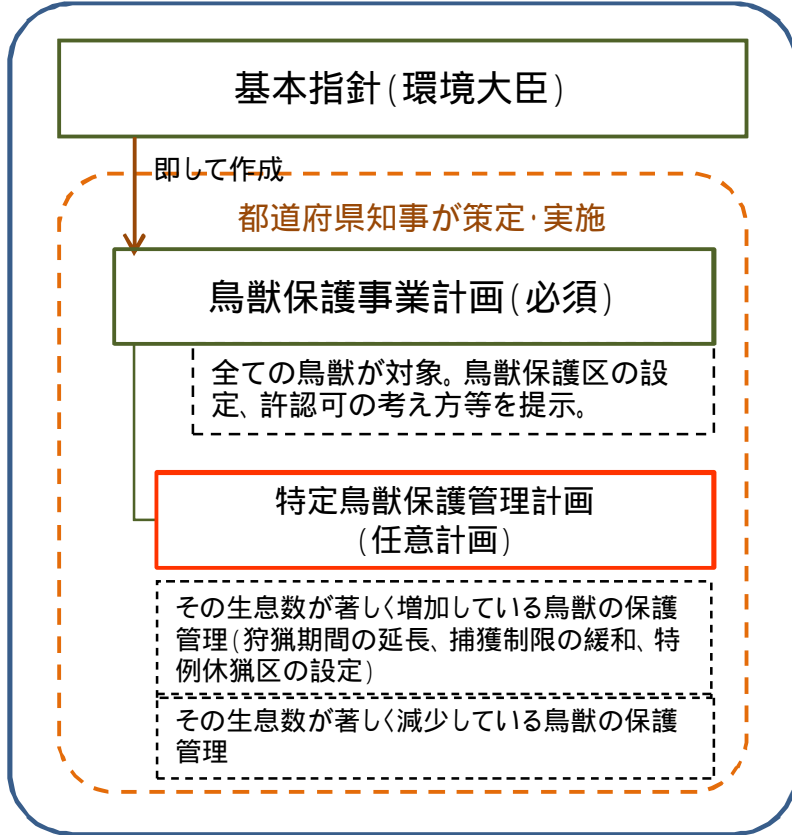 基本指針(環境大臣)
即して作成
都道府県知事が策定・実施
鳥獣保護事業計画(必須)
全ての鳥獣が対象。鳥獣保護区の設
定、許認可の考え方等を提示。
特定鳥獣保護管理計画
(任意計画)
その生息数が著しく増加している鳥獣の保護
管理(狩猟期間の延長、捕獲制限の緩和、特
例休猟区の設定)
その生息数が著しく減少している鳥獣の保護
管理